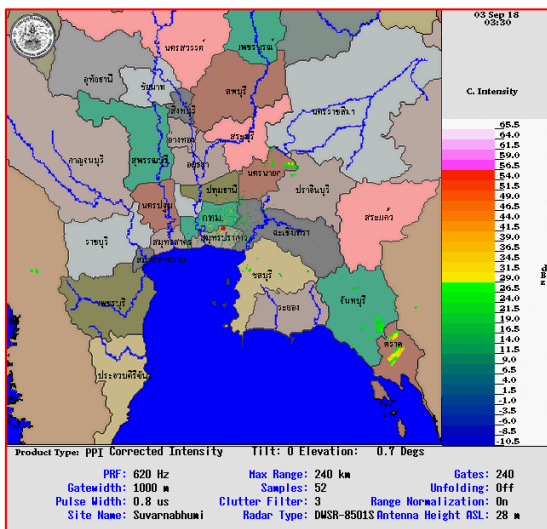 03 Sep 18
03:30
C. Intensity
นครสวรรค์
เพชรบูรณ์
อุทัยธานี
ชัยนาท
ลพบุรี
สิงห์บุรี
นครราชสีมา
อ่างทอง
สระบุรี
กาญจนบุรี
สุพรรณบุรี
อยุธยา
นครนายก
ปราจีนบุรี
ปทุมธานี
นครปฐม
สระแก้ว
กทม.
ราชบุรี
สมุทรสาคร
สมุทรปราการ
ฉะเชิงเทรา
ชลบุรี
เพชรบุรี
ระยอง
จันทบุรี
ตราด
ประจวบคีรีขันธ์
65.5
64.0
61.5
59.0
56.5
54.0
51.5
49.0
46.5
44.0
41.5
39.0
36.5
34.0
31.5
29.0
26.5
24.0
21.5
19.0
16.5
14.0
11.5
9.0
6.5
4.0
1.5
-1.0
-3.5
-6.0
-8.5
-10.5
Product Type: PPI Corrected Intensity Tilt: 0 Elevation: 0.7 Degs
PRF: 620 Hz Max Range: 240 km Gates: 240
Gatewidth: 1000 m Samples: 52 Unfolding: Off
Pulse Width: 0.8 us Clutter Filter: 3 Range Normalization: On
Site Name: Suvarnabhumi Radar Type: DWSR-8501S Antenna Height ASL: 28 m